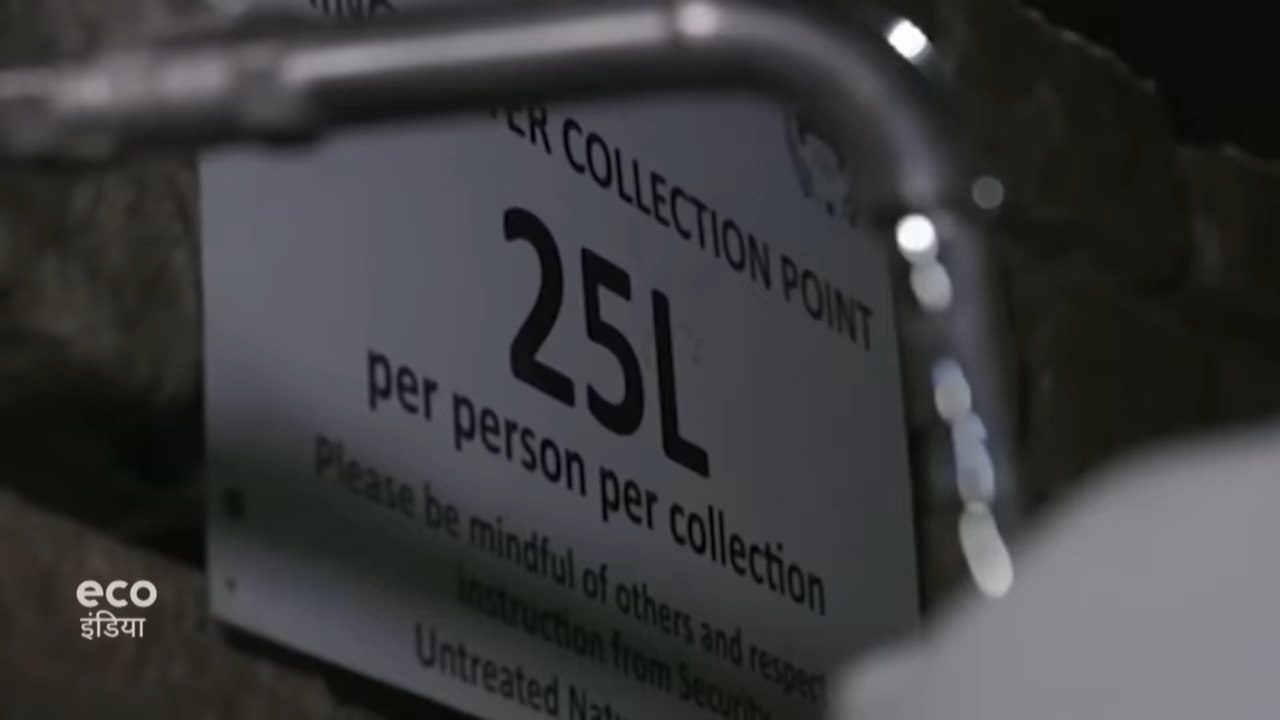 COLLECTION POINT
25L
per person per collection
Please be mindful of others and respect
instruction from Security
Untreated
eco
इंडिया